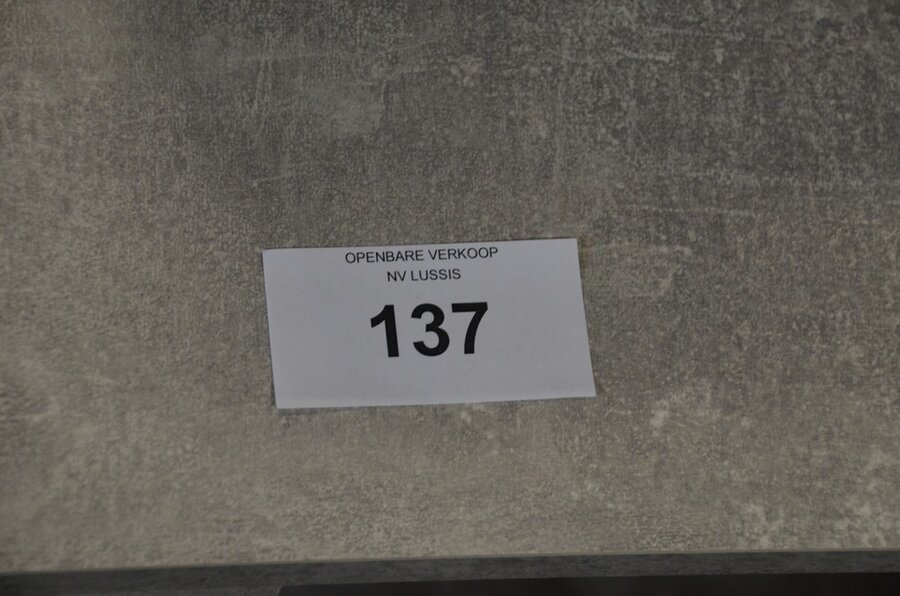 OPENBARE VERKOOP
NV LUSSIS
137